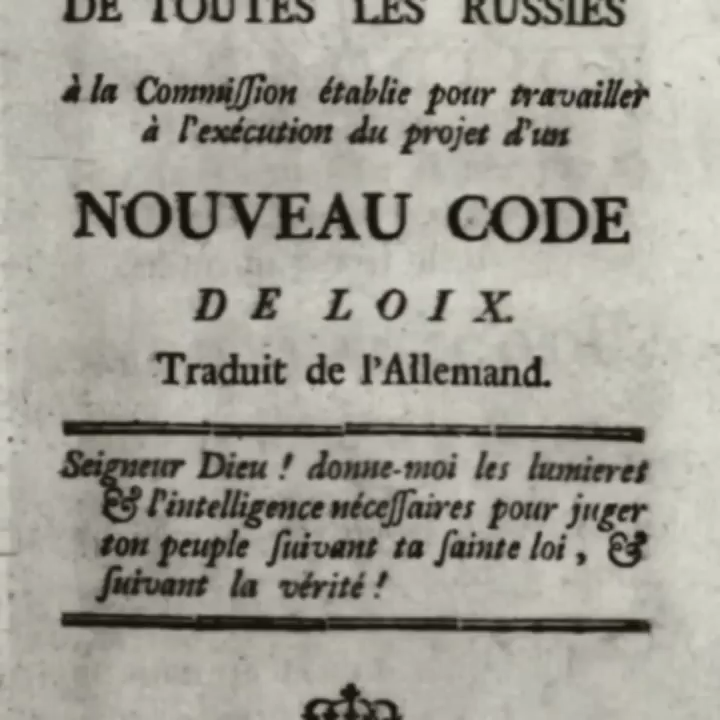 DE TOUTES LES RUSSIES
à la Commiſſion établie pour travailler
à l'exécution du projet d'un
NOUVEAU CODE
DE LOIX.
Traduit de l'Allemand.
Seigneur Dieu ! donne-moi les lumieres
& l'intelligence néceſſaires pour juger
ton peuple ſuivant ta ſainte loi, &
ſuivant la vérité !